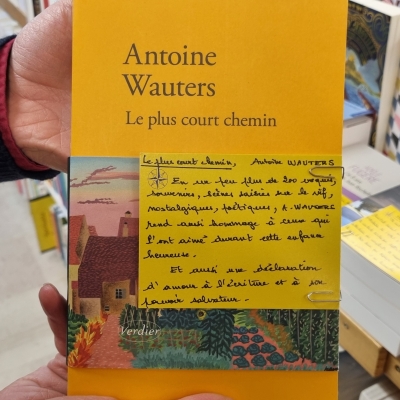 Antoine
Wauters
Le plus court chemin
Le plus court chemin, Antoine WAUTERS
En un peu plus de 200 croquis,
souvenirs, scènes saisies sur le vif,
nostalgiques, poétiques, A. WAUTERS
rend aussi hommage à ceux qui
l'ont aimé durant cette enfance
heureuse.
Et aussi une déclaration
d'amour à l'écriture et à son
pouvoir salvateur.
Verdier